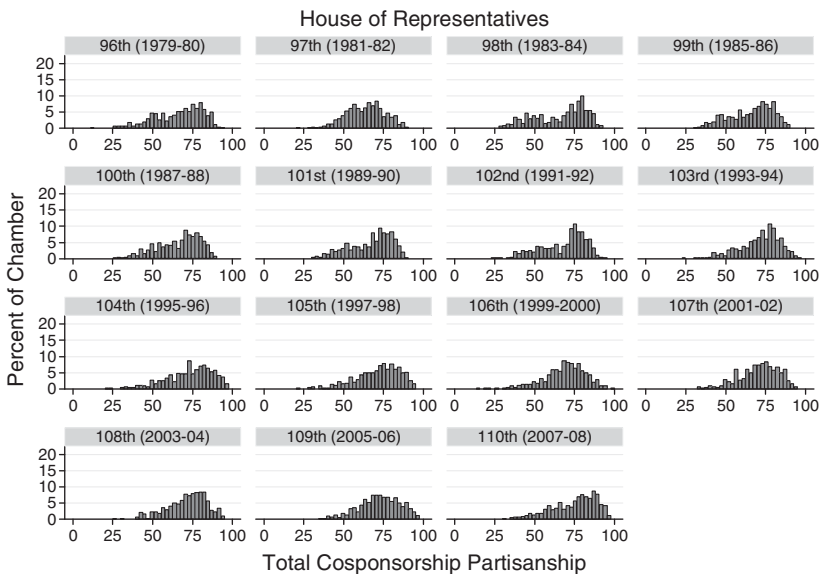 House of Representatives
96th (1979-80) 97th (1981-82) 98th (1983-84) 99th (1985-86)
20
15
10
5
0
0 25 50 75 100 0 25 50 75 100 0 25 50 75 100 0 25 50 75 100
100th (1987-88) 101st (1989-90) 102nd (1991-92) 103rd (1993-94)
20
15
10
5
0
0 25 50 75 100 0 25 50 75 100 0 25 50 75 100 0 25 50 75 100
104th (1995-96) 105th (1997-98) 106th (1999-2000) 107th (2001-02)
20
15
10
5
0
0 25 50 75 100 0 25 50 75 100 0 25 50 75 100 0 25 50 75 100
108th (2003-04) 109th (2005-06) 110th (2007-08)
20
15
10
5
0
0 25 50 75 100 0 25 50 75 100 0 25 50 75 100
Percent of Chamber
Total Cosponsorship Partisanship